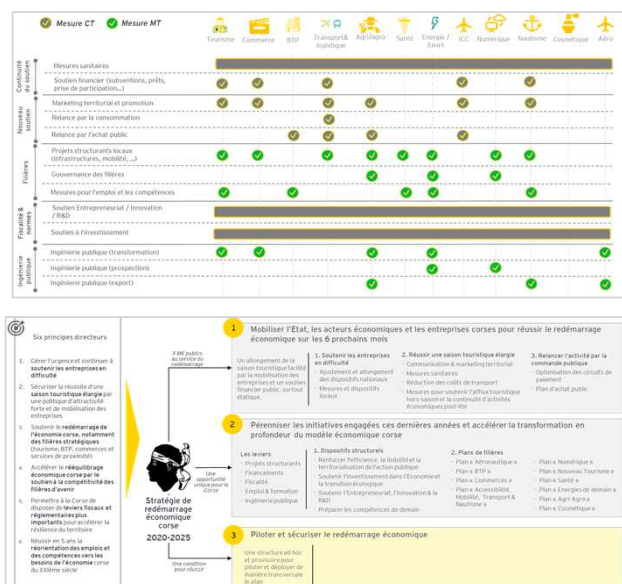 Mesure CT
Mesure MT
Tourisme
Commerce
BTP
Transport&
logistique
Agri/agro
Santé
Energie /
ICC
Numérique
Nautisme
Cosmétique
Aéro
Continuité
du soutien
Mesures sanitaires
Soutien financier (subventions, prêts,
prise de participation…)
Nouveau
soutien
Marketing territorial et promotion
Relance par la consommation
Relance par l'achat public
Filières
Projets structurants locaux
(infrastructures, mobilité, …)
Gouvernance des filières
Mesures pour l'emploi et les compétences
Fiscalité &
normes
Soutien Entrepreneuriat / Innovation
/ R&D
Soutiens à l'investissement
Ingénierie
publique
Ingénierie publique (transformation)
Ingénierie publique (prospection)
Ingénierie publique (export)
Six principes directeurs
1. Gérer l'urgence et continuer à
soutenir les entreprises en
difficulté
2. Sécuriser la réussite d'une
saison touristique élargie par
une politique d'attractivité
forte et de mobilisation des
entreprises
3. Soutenir le redémarrage de
l'économie corse, notamment
des filières stratégiques
(tourisme, BTP, commerces et
services de proximité)
4. Accélérer le rééquilibrage
économique corse par le
soutien à la compétitivité des
filières d'avenir
5. Permettre à la Corse de
disposer de leviers fiscaux et
réglementaires plus
importants pour accélérer la
résilience du territoire
6. Réussir en 5 ans la
réorientation des emplois et
des compétences vers les
besoins de l'économie corse
du XXIème siècle
Stratégie de
redémarrage
économique
corse
2020-2025
X M€ publics
au service du
redémarrage
Une
opportunité
unique pour la
Corse
Une condition
pour réussir
1 Mobiliser l'État, les acteurs économiques et les entreprises corses pour réussir le redémarrage
économique sur les 6 prochains mois
Un allongement de la
saison touristique facilité
par la mobilisation des
entreprises et un soutien
financier public, surtout
étatique.
1. Soutenir les entreprises
en difficulté
- Ajustement et allongement
des dispositifs nationaux
- Mesures et dispositifs
locaux
2. Réussir une saison touristique élargie
- Communication & marketing territorial
- Mesures sanitaires
- Réduction des coûts de transport
- Mesures pour soutenir l'afflux touristique
hors saison et la continuité d'activités
économiques post-été
3. Relancer l'activité par la
commande publique
- Optimisation des circuits de
paiement
- Plan d'achat public
2 Pérenniser les initiatives engagées ces dernières années et accélérer la transformation en
profondeur du modèle économique corse
Les leviers
- Projets structurants
- Financements
- Fiscalité
- Emploi & formation
- Ingénierie publique
1. Dispositifs structurels
- Renforcer l'efficience, la lisibilité et la
territorialisation de l'action publique
- Soutenir l'Investissement dans l'Economie et
la transition écologique
- Soutenir l'Entrepreneuriat, l'Innovation & la
R&D
- Préparer les compétences de demain
2. Plans de filières
- Plan « Aéronautique »
- Plan « BTP »
- Plan « Commerces »
- Plan « Accessibilité,
Mobilité, Transport &
Nautisme »
- Plan « Numérique »
- Plan « Nouveau Tourisme »
- Plan « Santé »
- Plan « Energies de demain »
- Plan « Agri Agro »
- Plan « Cosmétique »
3 Piloter et sécuriser le redémarrage économique
Une structure ad hoc
et provisoire pour
piloter et déployer de
manière transversale
le plan